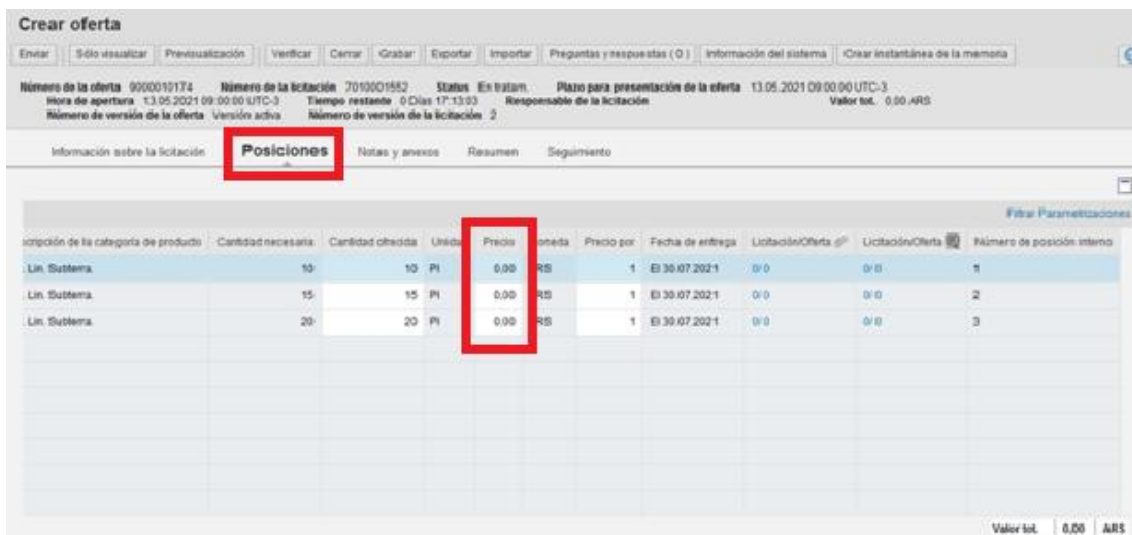 Crear oferta
Enviar Sólo visualizar Previsualización Verificar Cerrar Grabar Exportar Importar Preguntas y respuestas ( 0 ) Información del sistema Crear instantánea de la memoria
Número de la oferta 9000010174 Número de la licitación 7010001552 Status En tratam. Plazo para presentación de la oferta 13.05.2021 09:00:00 UTC-3
Hora de apertura 13.05.2021 09:00:00 UTC-3 Tiempo restante 0 Días 17:13:03 Responsable de la licitación Valor tot. 0,00 ARS
Número de versión de la oferta Versión activa Número de versión de la licitación 2
Información sobre la licitación Posiciones Notas y anexos Resumen Seguimiento
Filtrar Parametrizaciones
scripción de la categoría de producto Cantidad necesaria Cantidad ofrecida Unida Precio oneda Precio por Fecha de entrega Licitación/Oferta Licitación/Oferta Número de posición interno
. Lin. Subterra. 10 10 PI 0,00 RS 1 El 30.07.2021 0/ 0 0/ 0 1
. Lin. Subterra. 15 15 PI 0,00 RS 1 El 30.07.2021 0/ 0 0/ 0 2
. Lin. Subterra. 20 20 PI 0,00 RS 1 El 30.07.2021 0/ 0 0/ 0 3
Valor tot. 0,00 ARS